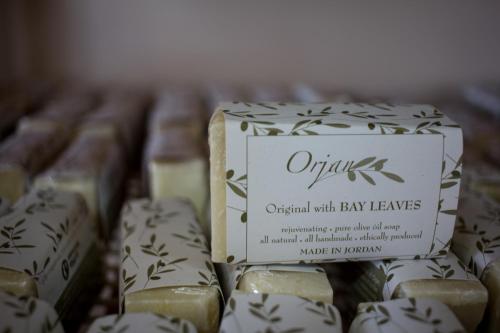 Orjan
Original with BAY LEAVES
rejuvenating • pure olive oil soap
all natural • all handmade • ethically produced
MADE IN JORDAN